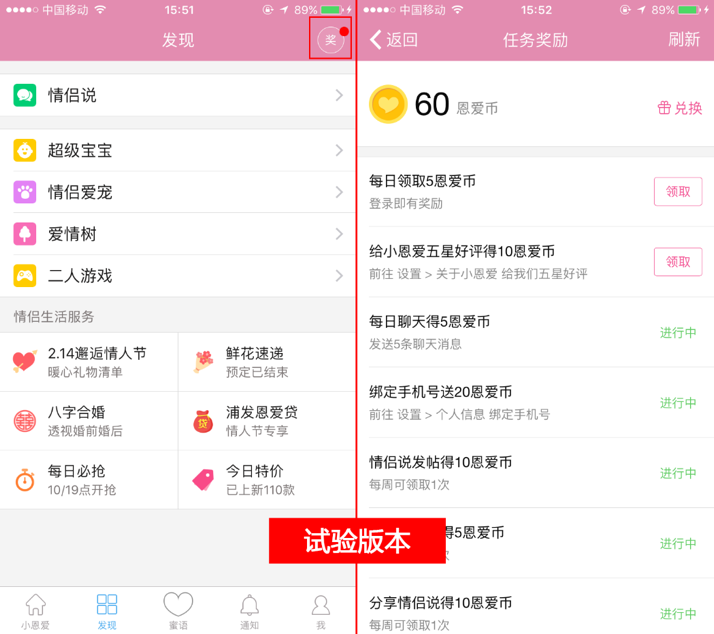 中国移动
15:51
89%
发现
奖
情侣说
超级宝宝
情侣爱宠
爱情树
二人游戏
情侣生活服务
2.14邂逅情人节
暖心礼物清单
鲜花速递
预定已结束
八字合婚
透视婚前婚后
贷
浦发恩爱贷
情人节专享
每日必抢
10/19点开抢
今日特价
已上新110款
小恩爱
发现
蜜语
通知
我
中国移动
15:52
89%
返回
任务奖励
刷新
60 恩爱币
兑换
每日领取5恩爱币
登录即有奖励
领取
给小恩爱五星好评得10恩爱币
前往 设置 > 关于小恩爱 给我们五星好评
领取
每日聊天得5恩爱币
发送5条聊天消息
进行中
绑定手机号送20恩爱币
前往 设置 > 个人信息 绑定手机号
进行中
情侣说发帖得10恩爱币
每周可领取1次
进行中
得5恩爱币
进行中
分享情侣说得10恩爱币
每周可领取1次
进行中
试验版本